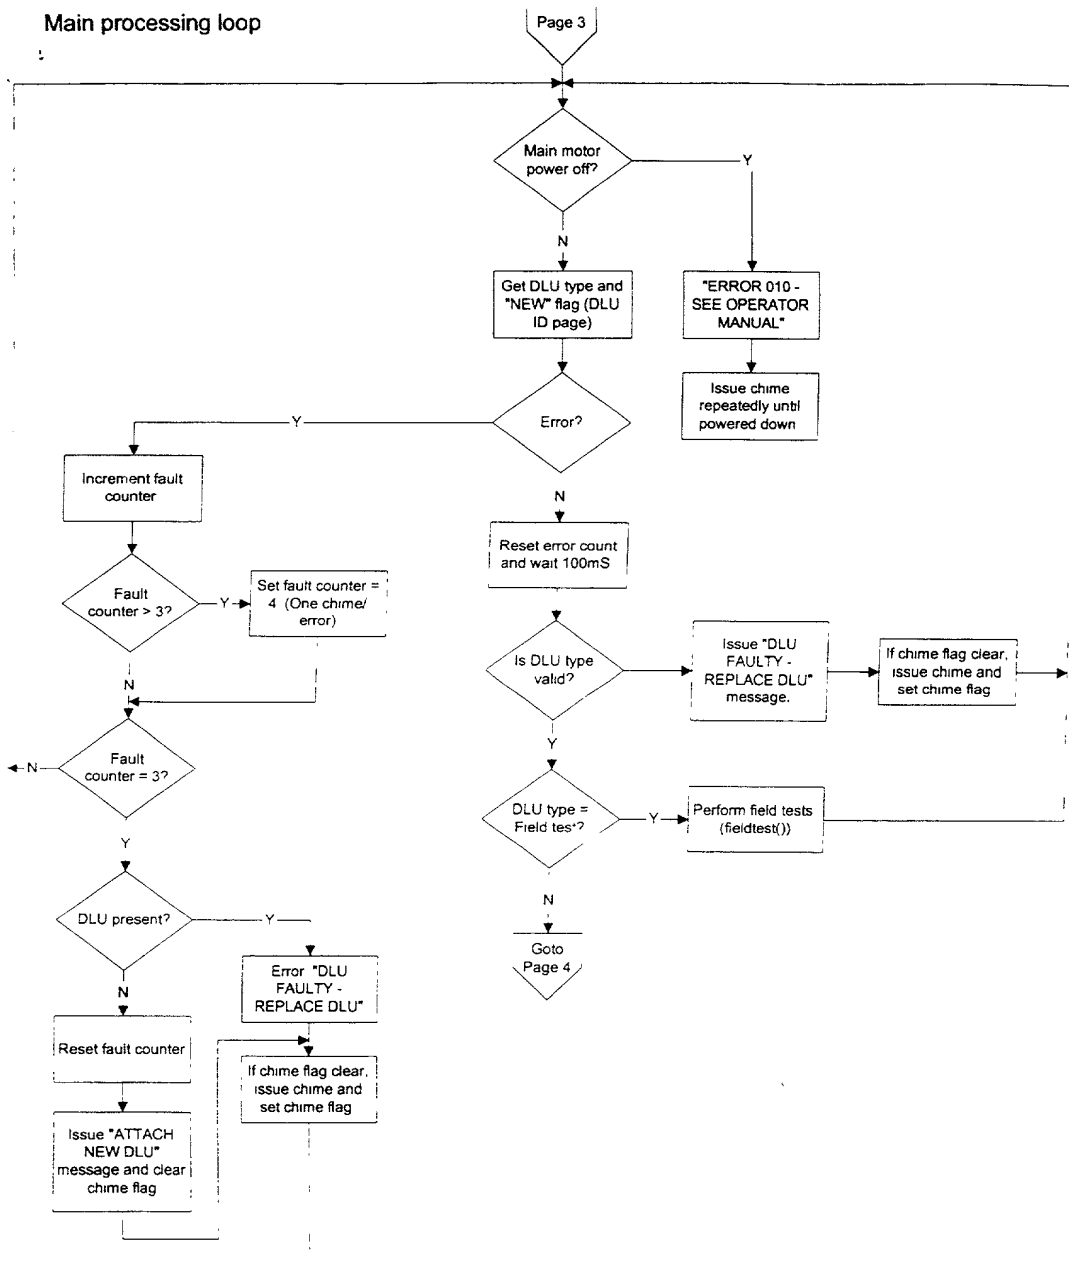 Main processing loop
Page 3
Main motor
power off?
Y
N
Get DLU type and
"NEW" flag (DLU
ID page)
"ERROR 010 -
SEE OPERATOR
MANUAL"
Issue chime
repeatedly until
powered down
Error?
Y
N
Increment fault
counter
Reset error count
and wait 100mS
Fault
counter > 3?
Y
Set fault counter =
4 (One chime/
error)
N
Is DLU type
valid?
Issue "DLU
FAULTY -
REPLACE DLU"
message.
If chime flag clear,
issue chime and
set chime flag
Y
Fault
counter = 3?
N
Y
DLU type =
Field test?
Y
Perform field tests
(fieldtest())
N
Goto
Page 4
DLU present?
Y
N
Error "DLU
FAULTY -
REPLACE DLU"
Reset fault counter
If chime flag clear,
issue chime and
set chime flag
Issue "ATTACH
NEW DLU"
message and clear
chime flag